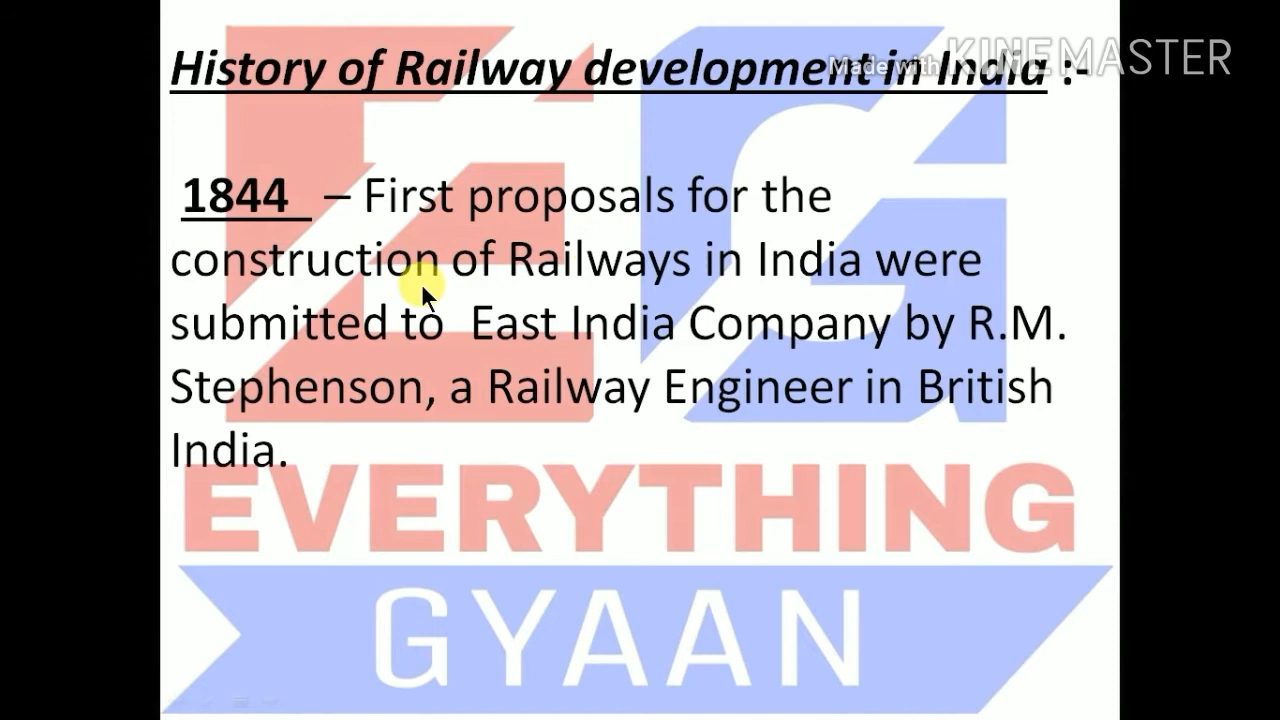 History of Railway development in India :-
Made with KINEMASTER
1844 – First proposals for the
construction of Railways in India were
submitted to East India Company by R.M.
Stephenson, a Railway Engineer in British
India.
EG
EVERYTHING
GYAAN